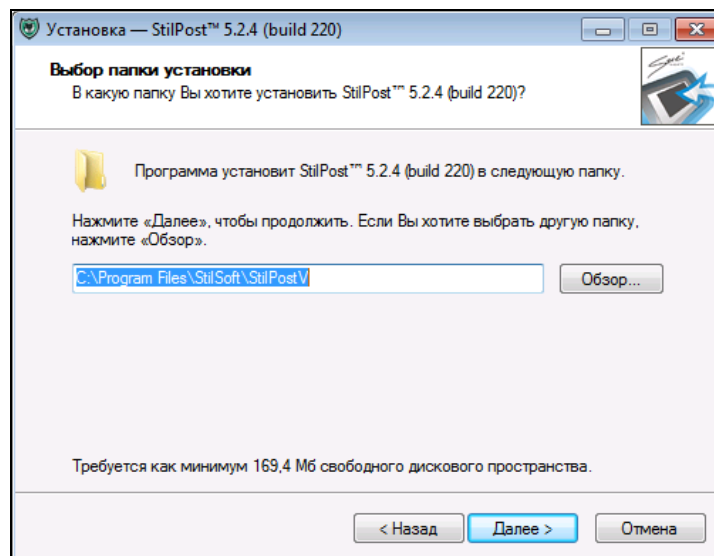 Установка — StilPost™ 5.2.4 (build 220)
Выбор папки установки
В какую папку Вы хотите установить StilPost™ 5.2.4 (build 220)?
Программа установит StilPost™ 5.2.4 (build 220) в следующую папку.
Нажмите «Далее», чтобы продолжить. Если Вы хотите выбрать другую папку,
нажмите «Обзор».
C:\Program Files\StilSoft\StilPostV
Обзор...
Требуется как минимум 169,4 Мб свободного дискового пространства.
< Назад
Далее >
Отмена